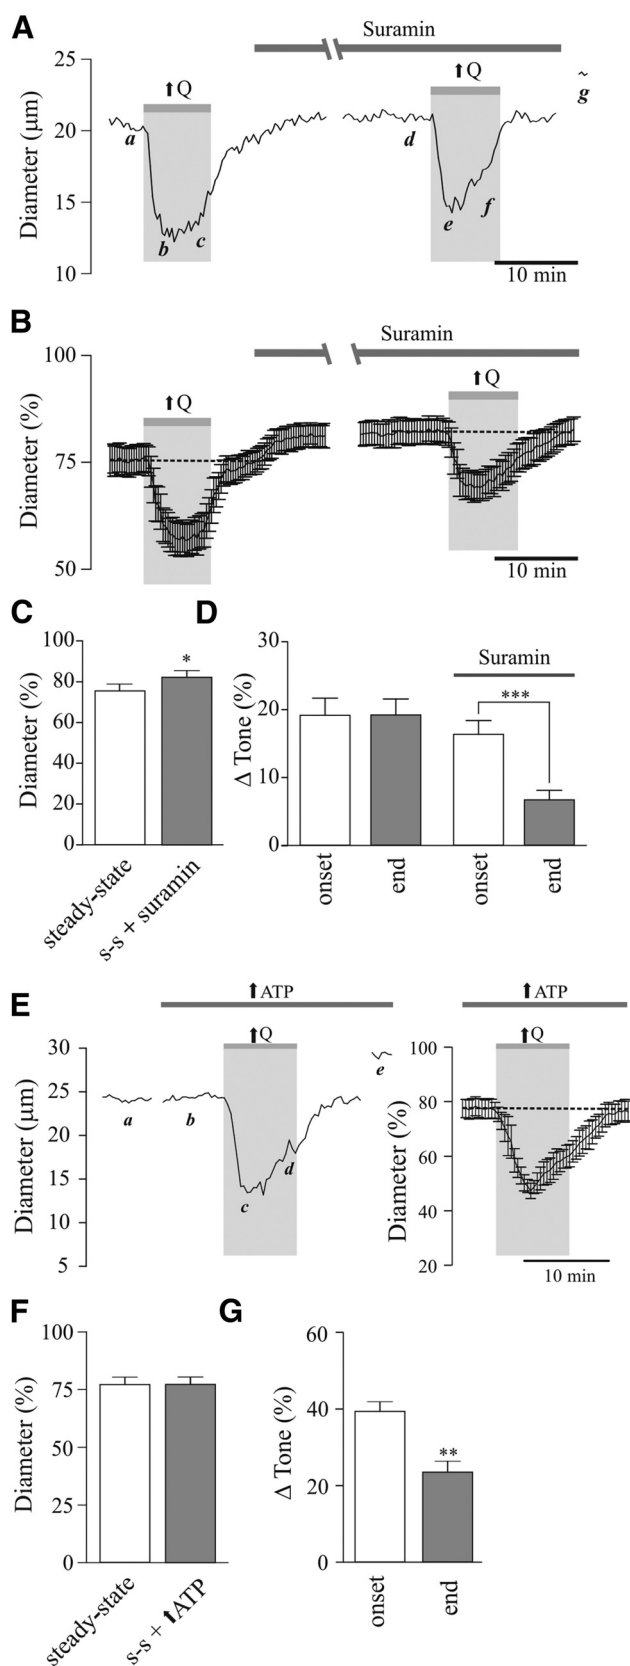 A
Suramin
⬆Q
⬆Q
25
20
15
10
Diameter (μm)
a
b
c
d
e
f
~
g
10 min
B
Suramin
⬆Q
⬆Q
100
75
50
Diameter (%)
10 min
C
100
80
60
40
20
0
Diameter (%)
*
steady-state
s-s + suramin
D
30
20
10
0
Δ Tone (%)
Suramin
***
onset
end
onset
end
E
⬆ATP
⬆Q
30
25
20
15
10
5
Diameter (μm)
a
b
c
d
e
⬆ATP
⬆Q
100
80
60
40
20
Diameter (%)
10 min
F
100
75
50
25
0
Diameter (%)
steady-state
s-s + ⬆ATP
G
60
40
20
0
Δ Tone (%)
**
onset
end